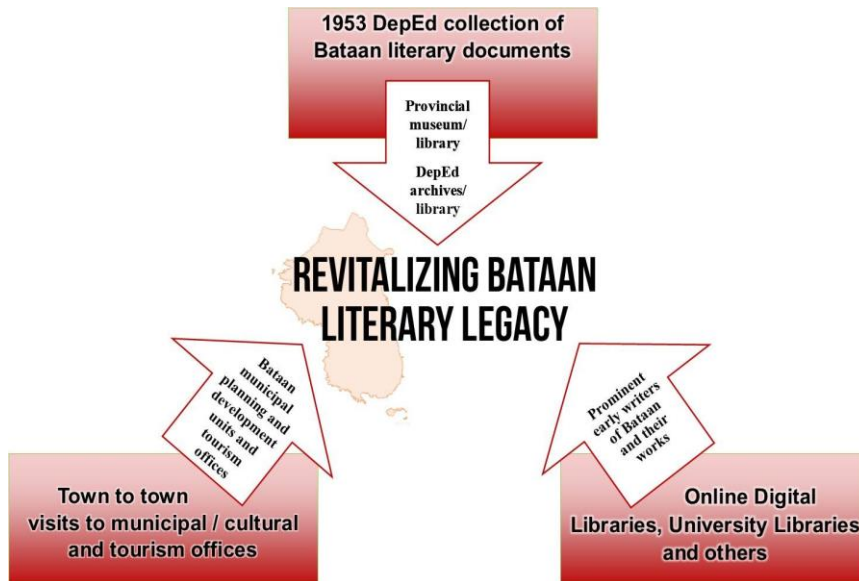 1953 DepEd collection of
Bataan literary documents
Provincial
museum/
library
DepEd
archives/
library
REVITALIZING BATAAN
LITERARY LEGACY
Bataan
municipal
planning and
development
units and
tourism
offices
Town to town
visits to municipal / cultural
and tourism offices
Prominent
early writers
of Bataan
and their
works
Online Digital
Libraries, University Libraries
and others